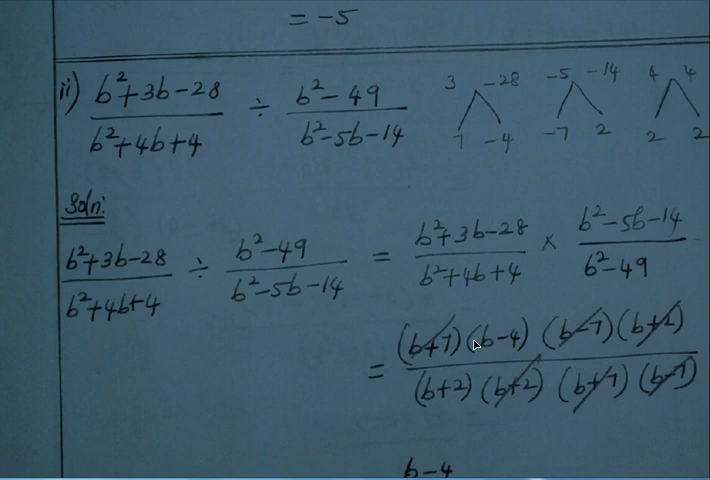 = -5
ii) b²+3b-28 / b²+4b+4 ÷ b²-49 / b²-5b-14
3 -28 -5 -14 4 4
7 -4 -7 2 2 2
Soln:
b²+3b-28 / b²+4b+4 ÷ b²-49 / b²-5b-14 = b²+3b-28 / b²+4b+4 × b²-5b-14 / b²-49
= (b+7)(b-4)(b-7)(b+2) / (b+2)(b+2)(b+7)(b-7)
b-4